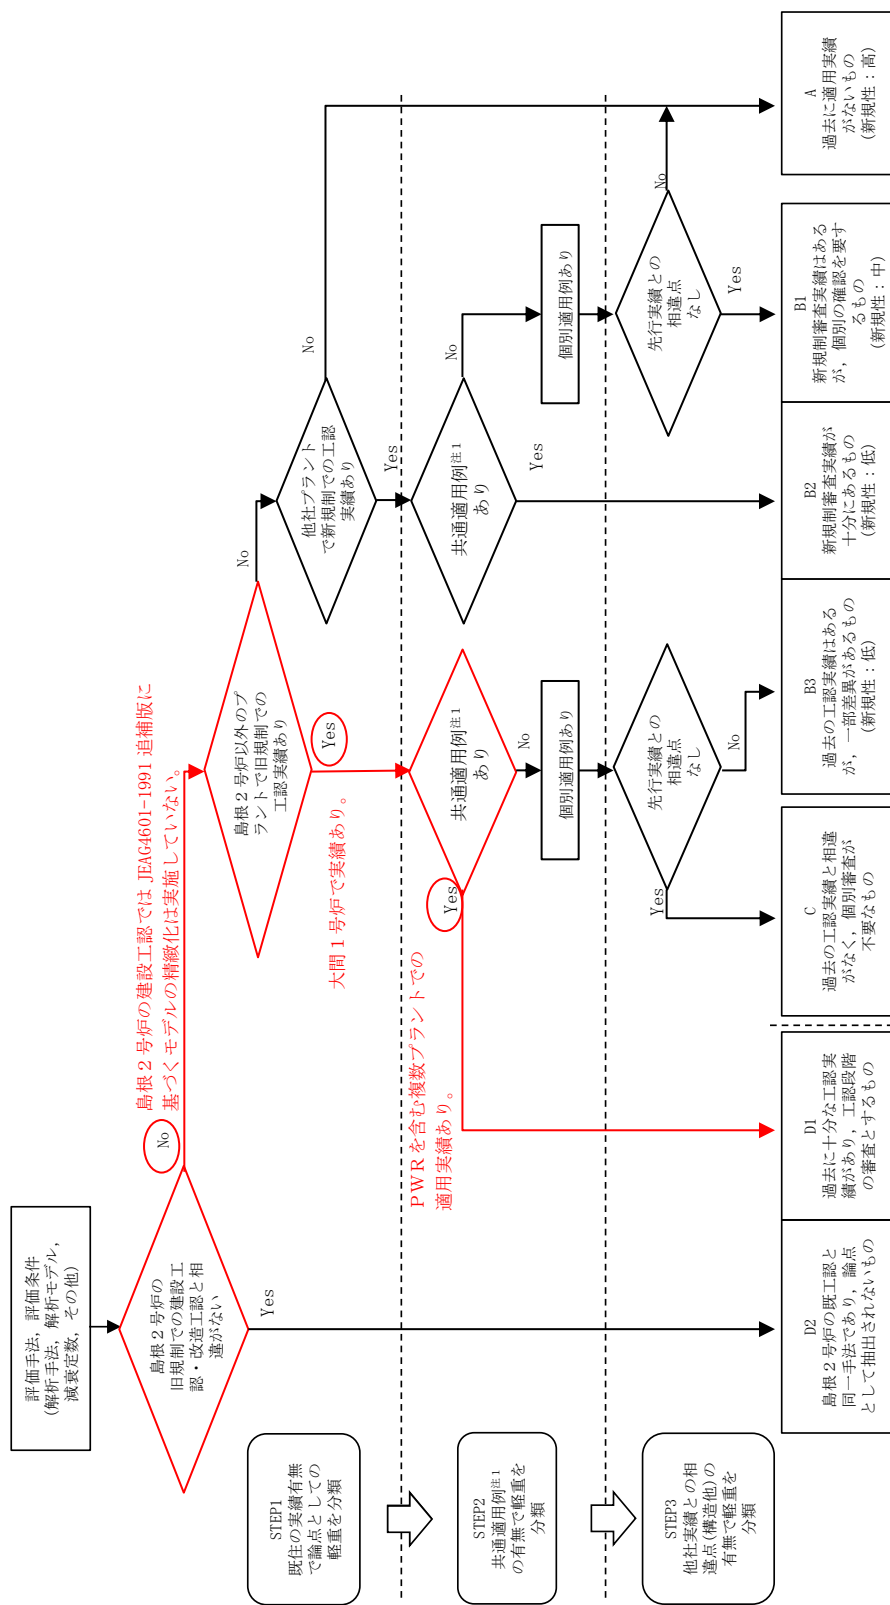 評価手法，評価条件
(解析手法，解析モデル，
減衰定数，その他)
島根２号炉の
旧規制での建設工
認・改造工認と相
違がない
No
Yes
島根２号炉の建設工認では JEAG4601-1991 追補版に
基づくモデルの精緻化は実施していない。
島根２号炉以外のプ
ラントで旧規制での
工認実績あり
No
Yes
大間１号炉で実績あり。
他社プラント
で新規制での工認
実績あり
No
Yes
STEP1
既往の実績有無
で論点としての
軽重を分類
共通適用例注１
あり
Yes
No
ＰＷＲを含む複数プラントでの
適用実績あり。
個別適用例あり
共通適用例注１
あり
No
Yes
個別適用例あり
STEP2
共通適用例注１
の有無で軽重を
分類
先行実績との
相違点
なし
Yes
No
先行実績との
相違点
なし
No
Yes
STEP3
他社実績との相
違点(構造他)の
有無で軽重を
分類
D2
島根２号炉の既工認と
同一手法であり，論点
として抽出されないもの
D1
過去に十分な工認実
績があり，工認段階
の審査とするもの
C
過去の工認実績と相違
がなく，個別審査が
不要なもの
B3
過去の工認実績はある
が，一部差異があるもの
(新規性：低)
B2
新規制審査実績が
十分にあるもの
(新規性：低)
B1
新規制審査実績はある
が，個別の確認を要す
るもの
(新規性：中)
A
過去に適用実績
がないもの
(新規性：高)